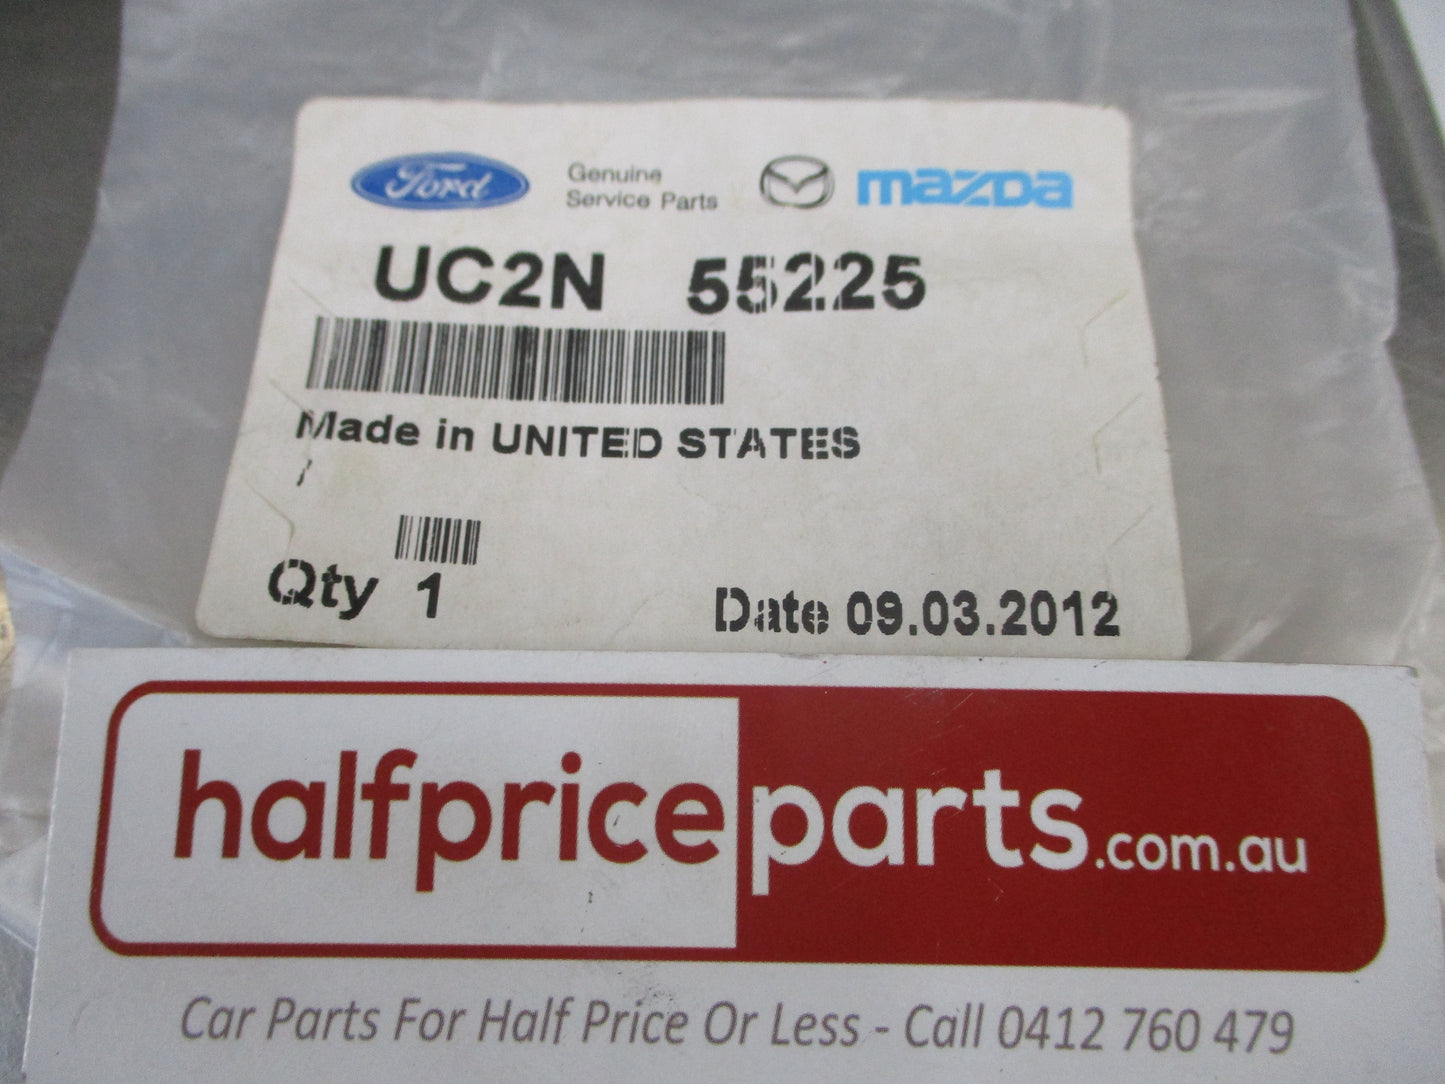 Ford Genuine Service Parts mazda
UC2N 55225
Made in UNITED STATES
/
Qty 1 Date 09.03.2012
halfpriceparts.com.au
Car Parts For Half Price Or Less - Call 0412 760 479